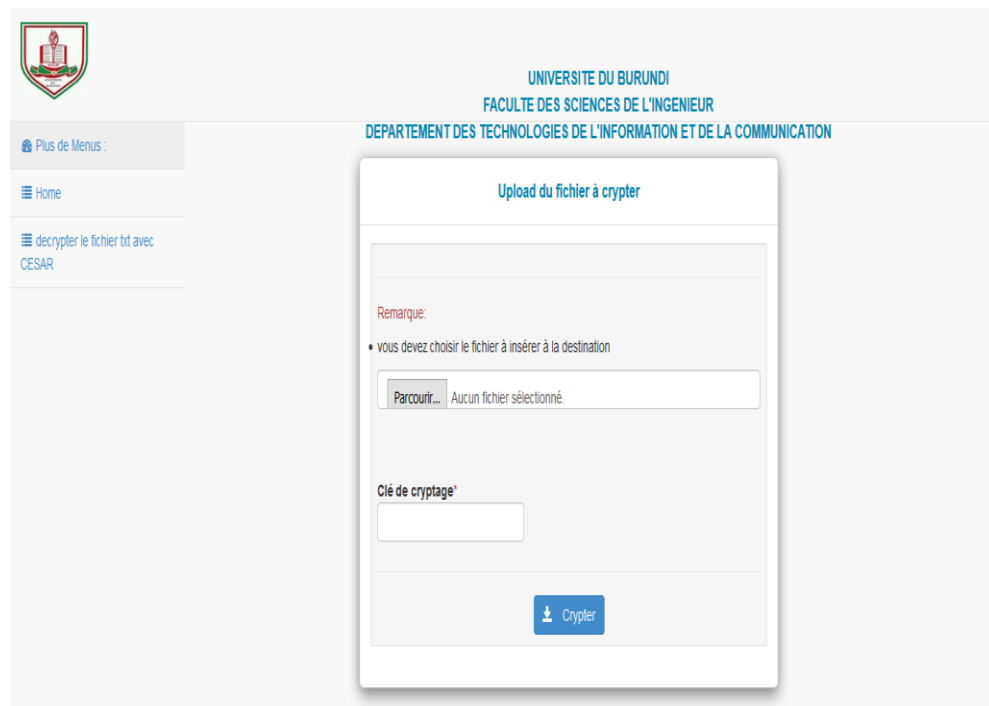 UNIVERSITE DU BURUNDI
FACULTE DES SCIENCES DE L'INGENIEUR
DEPARTEMENT DES TECHNOLOGIES DE L'INFORMATION ET DE LA COMMUNICATION
Plus de Menus :
Home
decrypter le fichier txt avec
CESAR
Upload du fichier à crypter
Remarque:
• vous devez choisir le fichier à insérer à la destination
Parcourir... Aucun fichier sélectionné.
Clé de cryptage*
Crypter